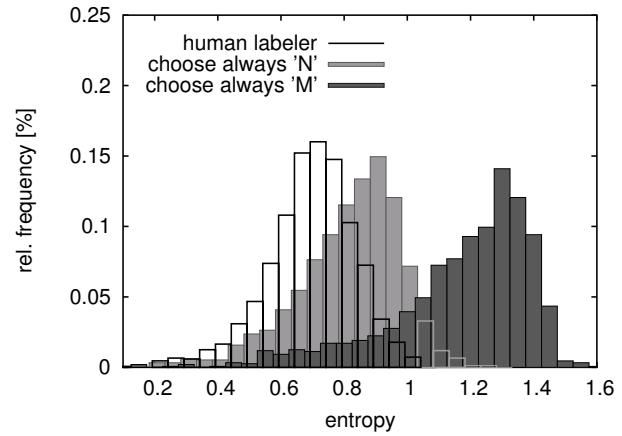 0.25
0.2
0.15
0.1
0.05
0
rel. frequency [%]
human labeler
choose always 'N'
choose always 'M'
0.2 0.4 0.6 0.8 1 1.2 1.4 1.6
entropy